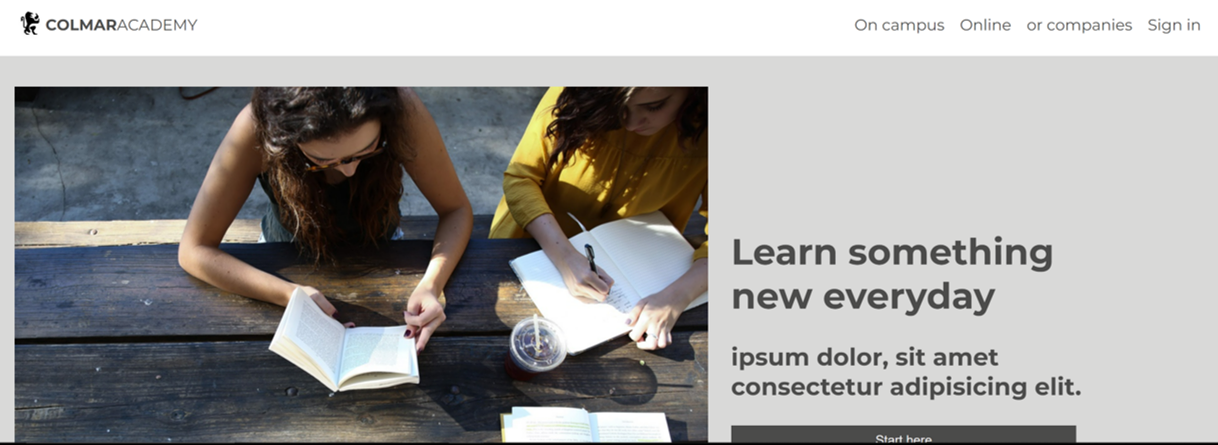 COLMARACADEMY
On campus Online or companies Sign in
Learn something
new everyday
ipsum dolor, sit amet
consectetur adipisicing elit.
Start here